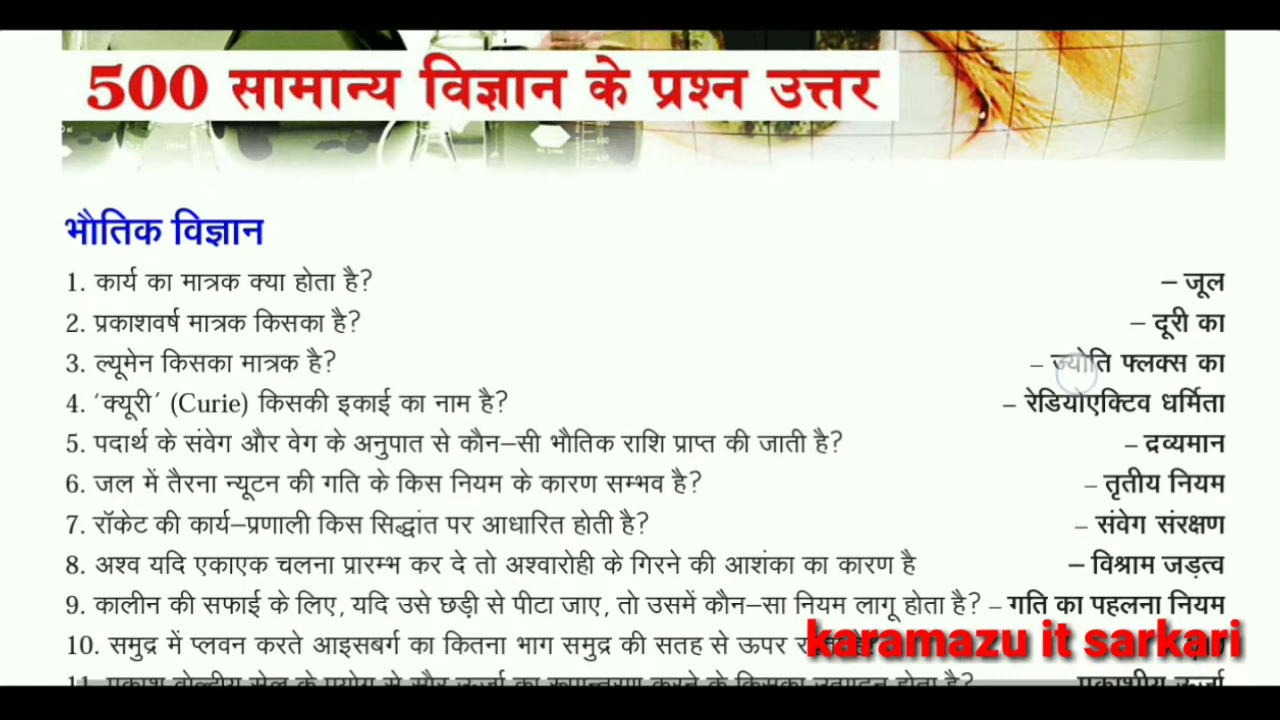 500 सामान्य विज्ञान के प्रश्न उत्तर
भौतिक विज्ञान
1. कार्य का मात्रक क्या होता है? – जूल
2. प्रकाशवर्ष मात्रक किसका है? – दूरी का
3. ल्यूमेन किसका मात्रक है? – ज्योति फ्लक्स का
4. 'क्यूरी' (Curie) किसकी इकाई का नाम है? – रेडियोएक्टिव धर्मिता
5. पदार्थ के संवेग और वेग के अनुपात से कौन–सी भौतिक राशि प्राप्त की जाती है? – द्रव्यमान
6. जल में तैरना न्यूटन की गति के किस नियम के कारण सम्भव है? – तृतीय नियम
7. रॉकेट की कार्य–प्रणाली किस सिद्धांत पर आधारित होती है? – संवेग संरक्षण
8. अश्व यदि एकाएक चलना प्रारम्भ कर दे तो अश्वारोही के गिरने की आशंका का कारण है – विश्राम जड़त्व
9. कालीन की सफाई के लिए, यदि उसे छड़ी से पीटा जाए, तो उसमें कौन–सा नियम लागू होता है? – गति का पहलना नियम
10. समुद्र में प्लवन करते आइसबर्ग का कितना भाग समुद्र की सतह से ऊपर
karamazu it sarkari